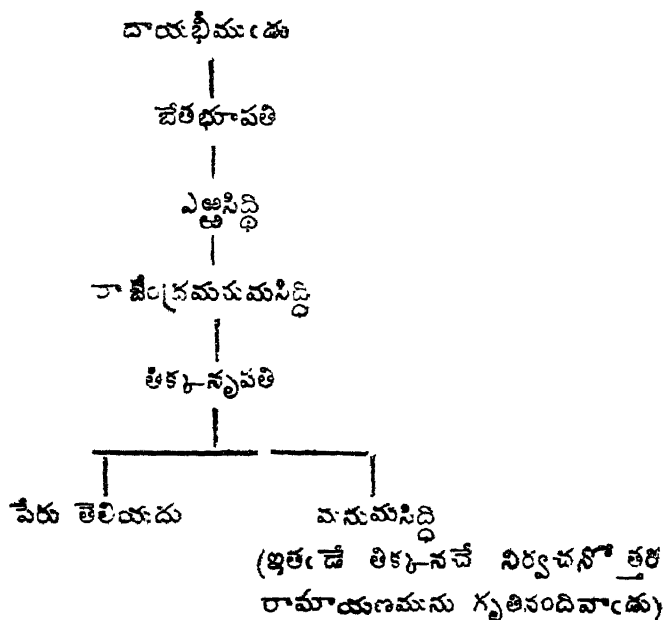 దాయభీముఁడు
బేతభూపతి
ఎఱ్ఱసిద్ధి
రాజేంద్రమనుమసిద్ధి
తిక్కనృపతి
పేరు తెలియదు మనుమసిద్ధి
(ఇతఁడే తిక్కనచే నిర్వచనోత్తర
రామాయణమును గృతినందినవాఁడు)